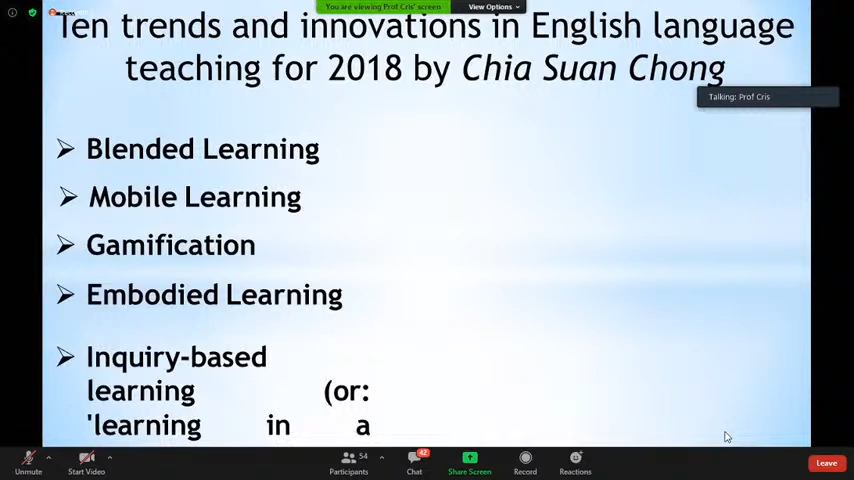 You are viewing Prof Cris' screen
View Options
Ten trends and innovations in English language
teaching for 2018 by Chia Suan Chong
Talking: Prof Cris
Blended Learning
Mobile Learning
Gamification
Embodied Learning
Inquiry-based
learning (or:
'learning in a
Unmute
Start Video
54
Participants
42
Chat
Share Screen
Record
Reactions
Leave